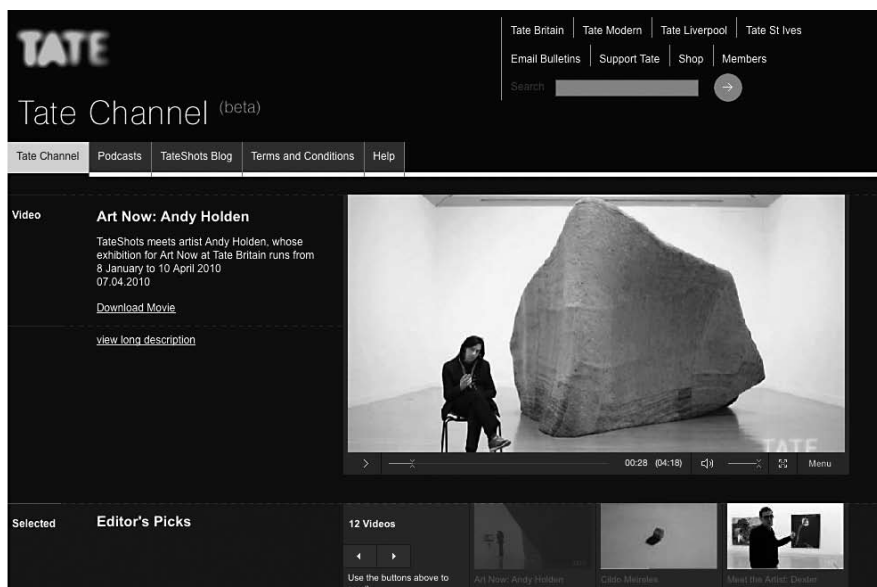 TATE
Tate Britain Tate Modern Tate Liverpool Tate St Ives
Email Bulletins Support Tate Shop Members
Search
Tate Channel (beta)
Tate Channel Podcasts TateShots Blog Terms and Conditions Help
Video
Art Now: Andy Holden
TateShots meets artist Andy Holden, whose
exhibition for Art Now at Tate Britain runs from
8 January to 10 April 2010
07.04.2010
Download Movie
view long description
TATE
00:28 (04:18) Menu
Selected
Editor's Picks
12 Videos
Use the buttons above to
Art Now: Andy Holden
Cildo Meireles
Meet the Artist: Dexter